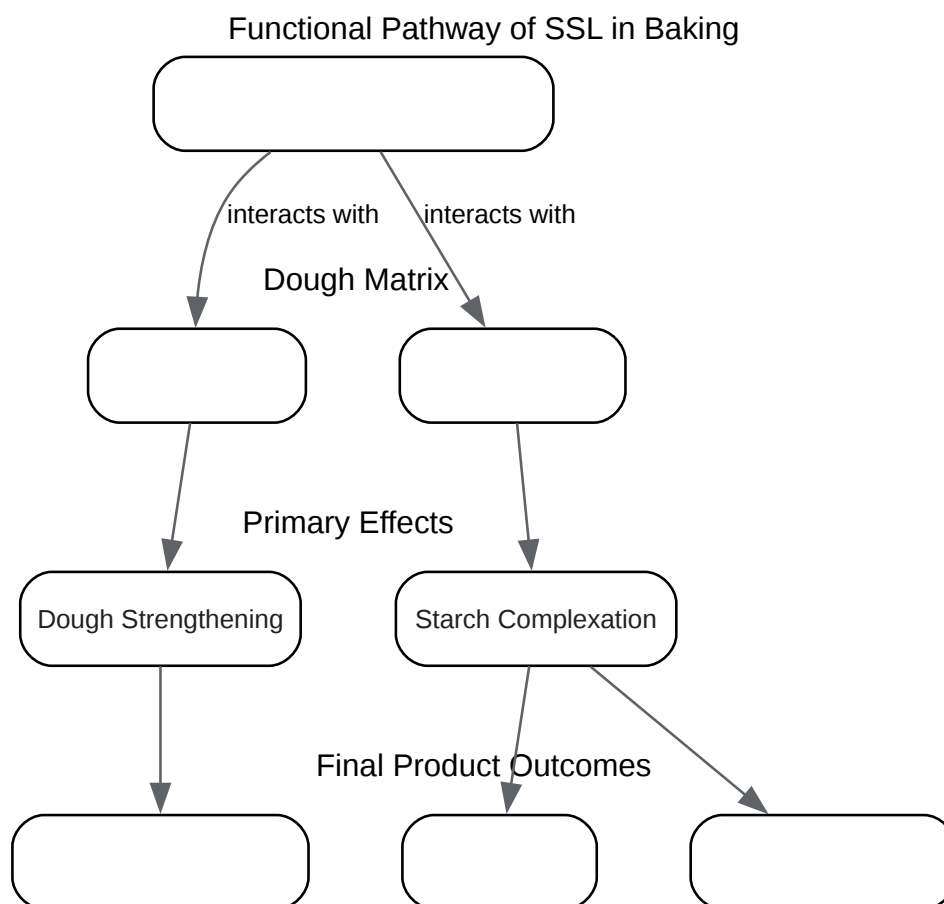 Functional Pathway of SSL in Baking
interacts with
interacts with
Dough Matrix
Primary Effects
Dough Strengthening
Starch Complexation
Final Product Outcomes